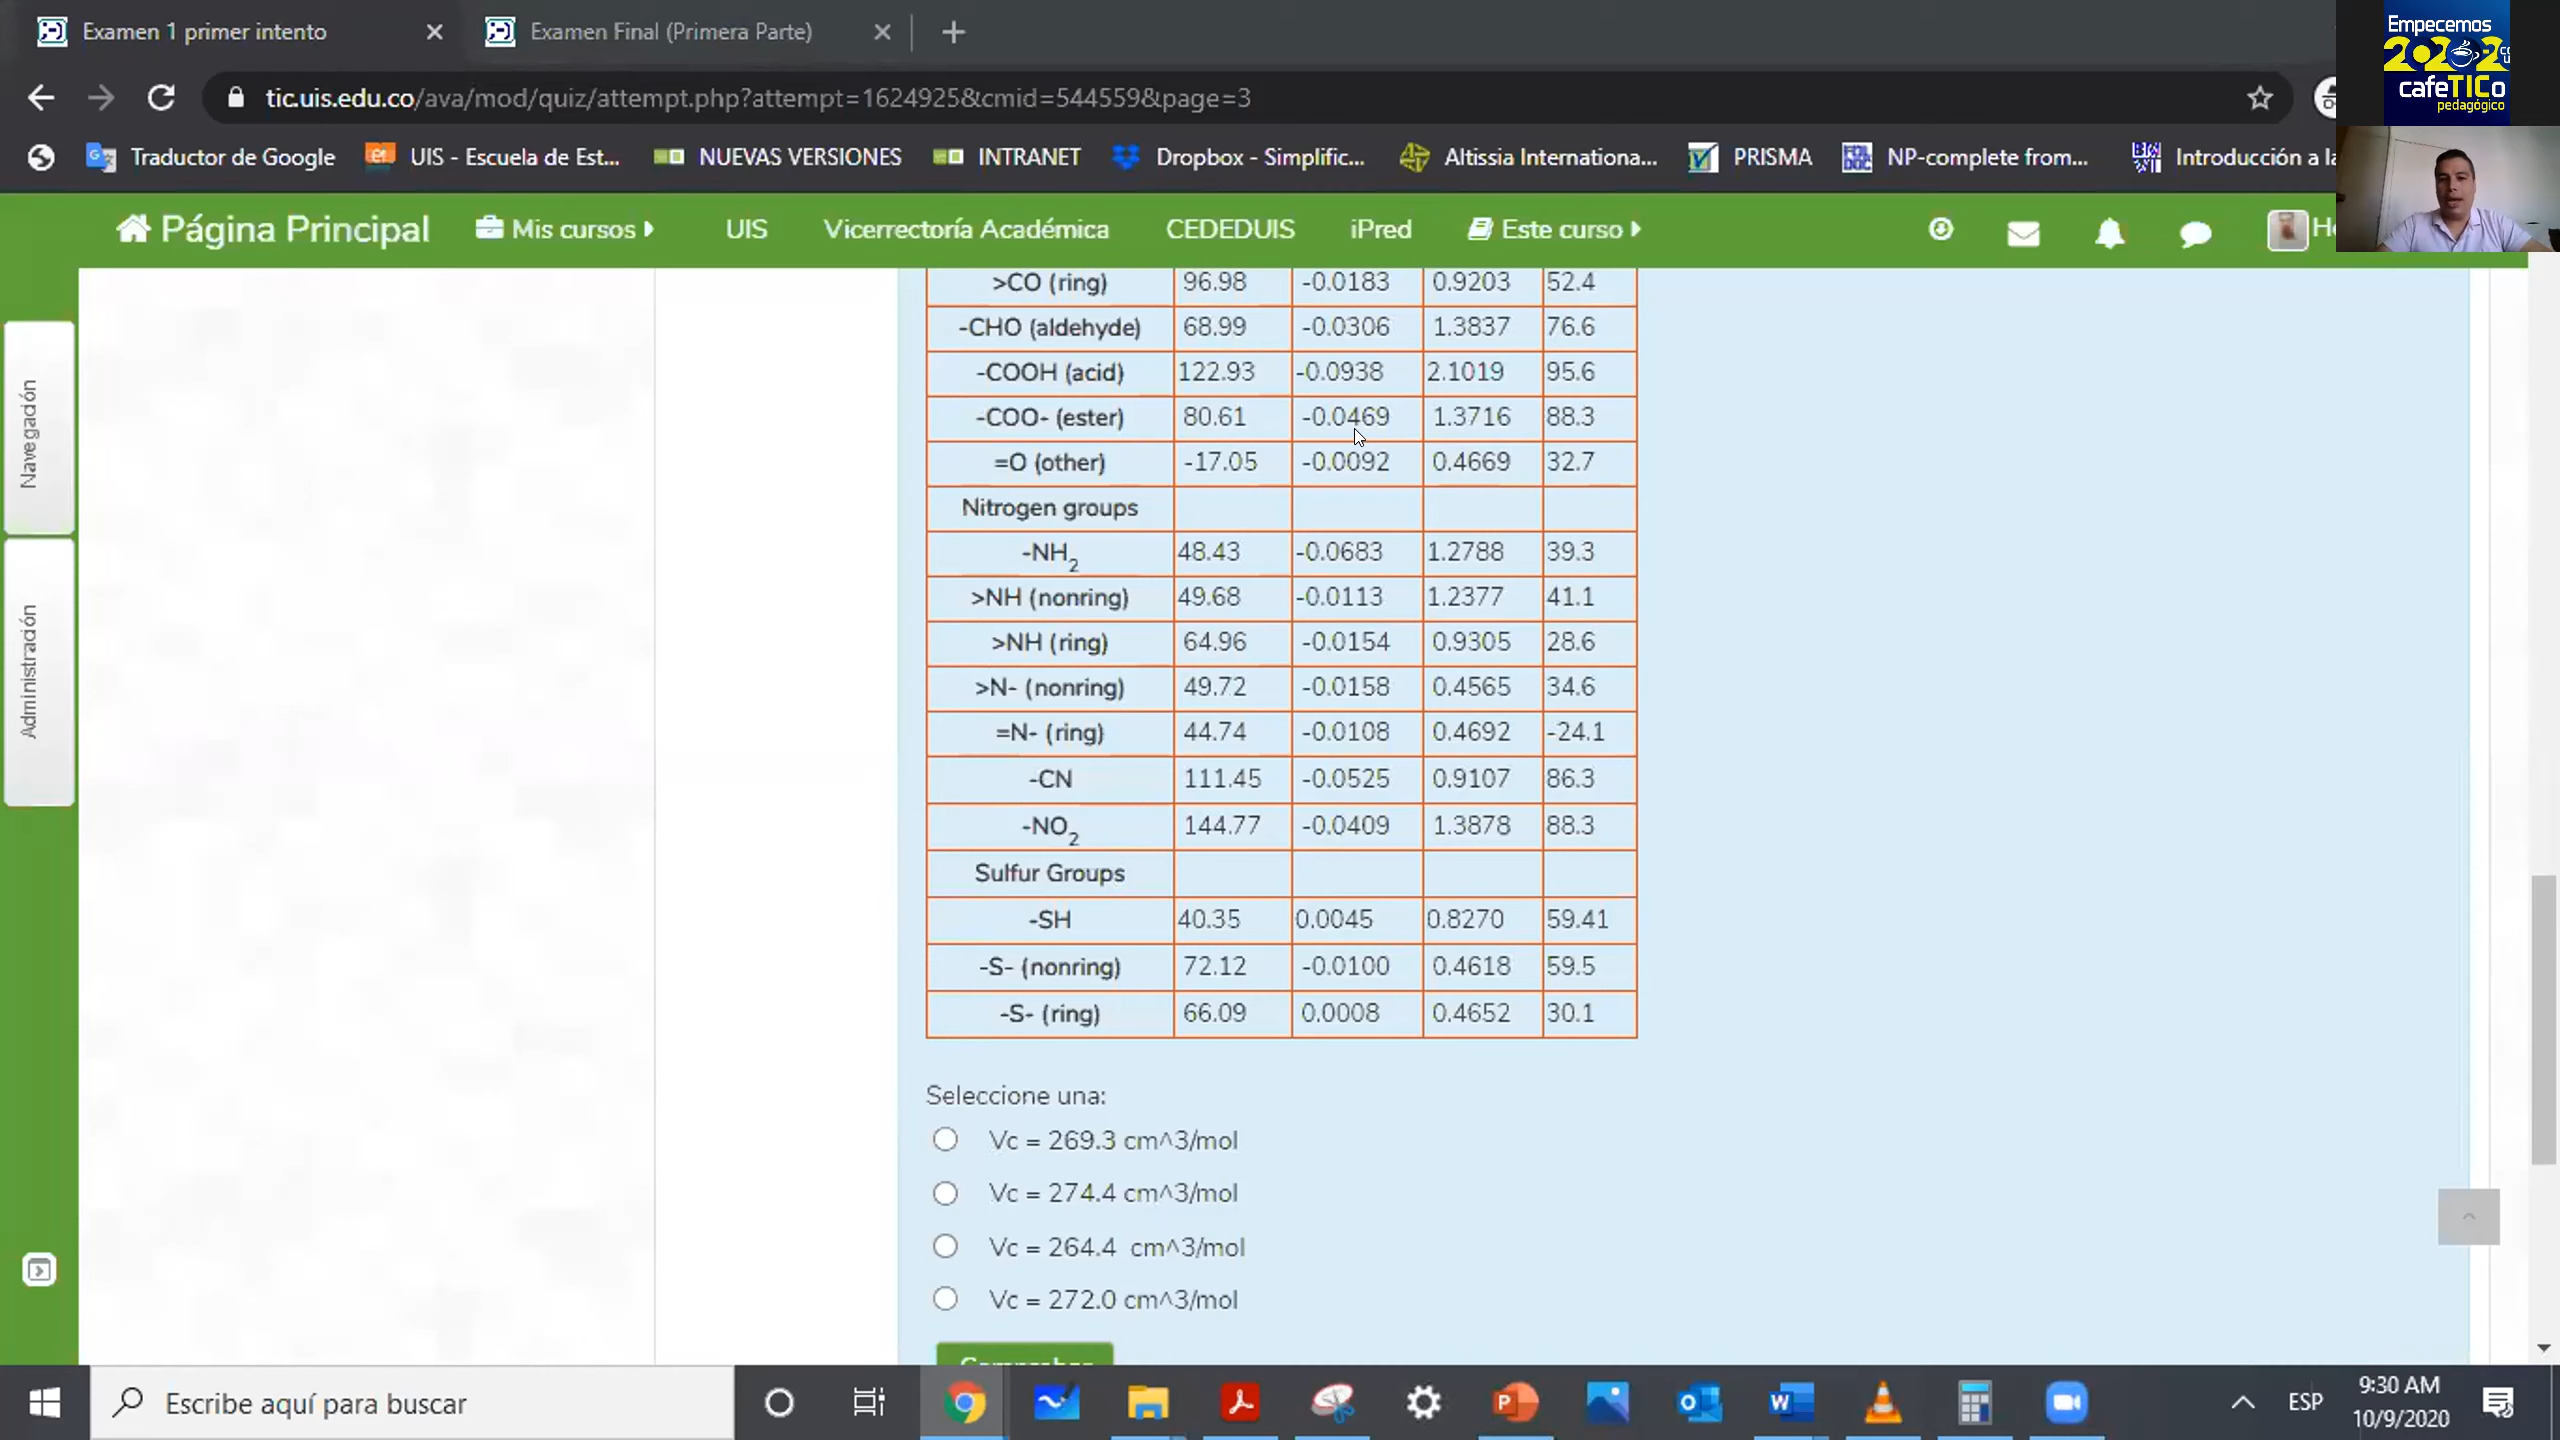 Examen 1 primer intento
Examen Final (Primera Parte)
tic.uis.edu.co/ava/mod/quiz/attempt.php?attempt=1624925&cmid=544559&page=3
Traductor de Google
UIS - Escuela de Est...
NUEVAS VERSIONES
INTRANET
Dropbox - Simplific...
Altissia Internationa...
PRISMA
NP-complete from...
Introducción a la
Empecemos
cafeTICo
pedagógico
Página Principal
Mis cursos
UIS
Vicerrectoría Académica
CEDEDUIS
iPred
Este curso
Navegación
Administración
>CO (ring) 96.98 -0.0183 0.9203 52.4
-CHO (aldehyde) 68.99 -0.0306 1.3837 76.6
-COOH (acid) 122.93 -0.0938 2.1019 95.6
-COO- (ester) 80.61 -0.0469 1.3716 88.3
=O (other) -17.05 -0.0092 0.4669 32.7
Nitrogen groups
-NH2 48.43 -0.0683 1.2788 39.3
>NH (nonring) 49.68 -0.0113 1.2377 41.1
>NH (ring) 64.96 -0.0154 0.9305 28.6
>N- (nonring) 49.72 -0.0158 0.4565 34.6
=N- (ring) 44.74 -0.0108 0.4692 -24.1
-CN 111.45 -0.0525 0.9107 86.3
-NO2 144.77 -0.0409 1.3878 88.3
Sulfur Groups
-SH 40.35 0.0045 0.8270 59.41
-S- (nonring) 72.12 -0.0100 0.4618 59.5
-S- (ring) 66.09 0.0008 0.4652 30.1
Seleccione una:
Vc = 269.3 cm^3/mol
Vc = 274.4 cm^3/mol
Vc = 264.4 cm^3/mol
Vc = 272.0 cm^3/mol
Escribe aquí para buscar
ESP
9:30 AM
10/9/2020